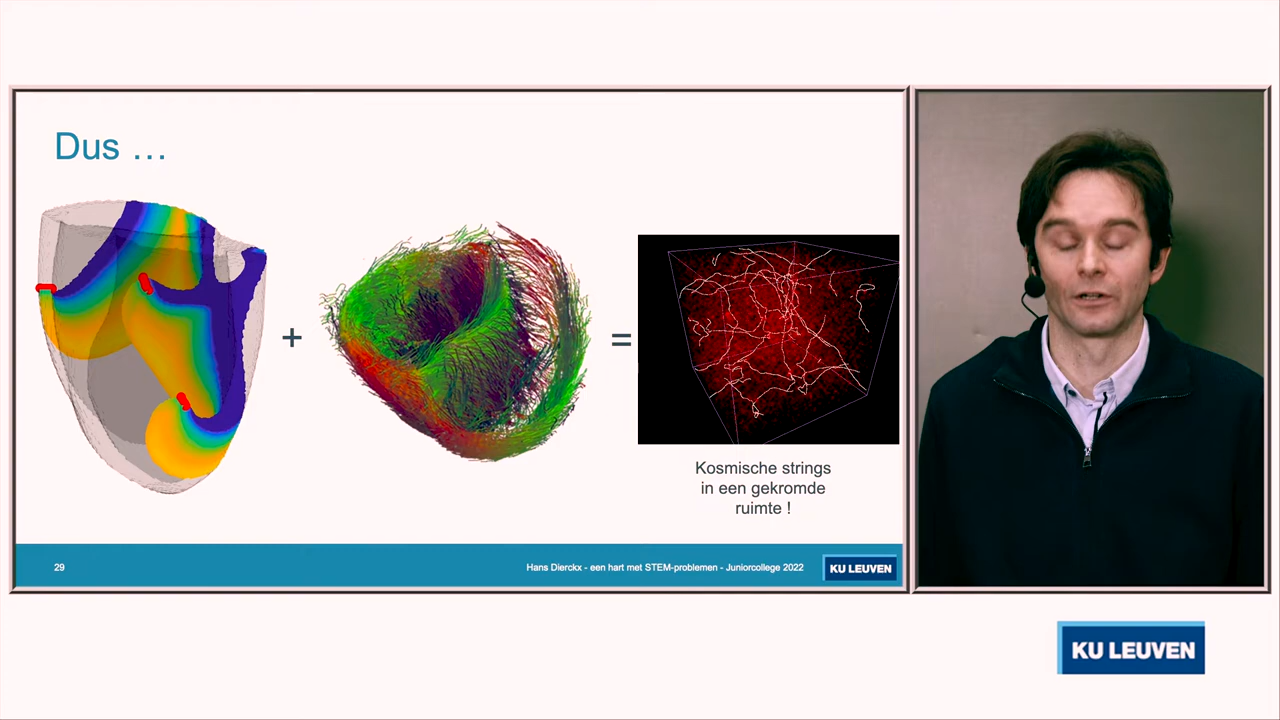 Dus …
+
=
Kosmische strings
in een gekromde
ruimte !
29
Hans Dierckx - een hart met STEM-problemen - Juniorcollege 2022
KU LEUVEN
KU LEUVEN